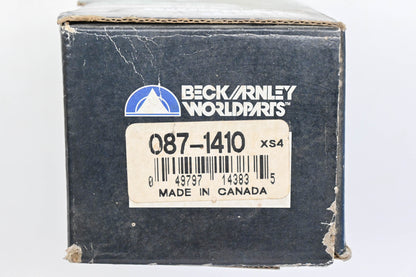 BECK/ARNLEY
WORLDPARTS™
087-1410 XS4
0 49797 14383 5
MADE IN CANADA